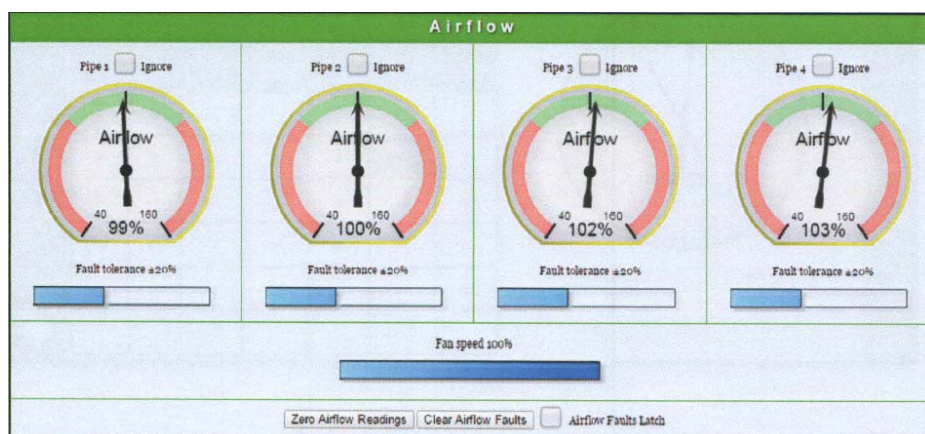 Airflow
Pipe 1 Ignore
Pipe 2 Ignore
Pipe 3 Ignore
Pipe 4 Ignore
Airflow
Airflow
Airflow
Airflow
40 160
40 160
40 160
40 160
99%
100%
102%
103%
Fault tolerance ±20%
Fault tolerance ±20%
Fault tolerance ±20%
Fault tolerance ±20%
Fan speed 100%
Zero Airflow Readings Clear Airflow Faults Airflow Faults Latch